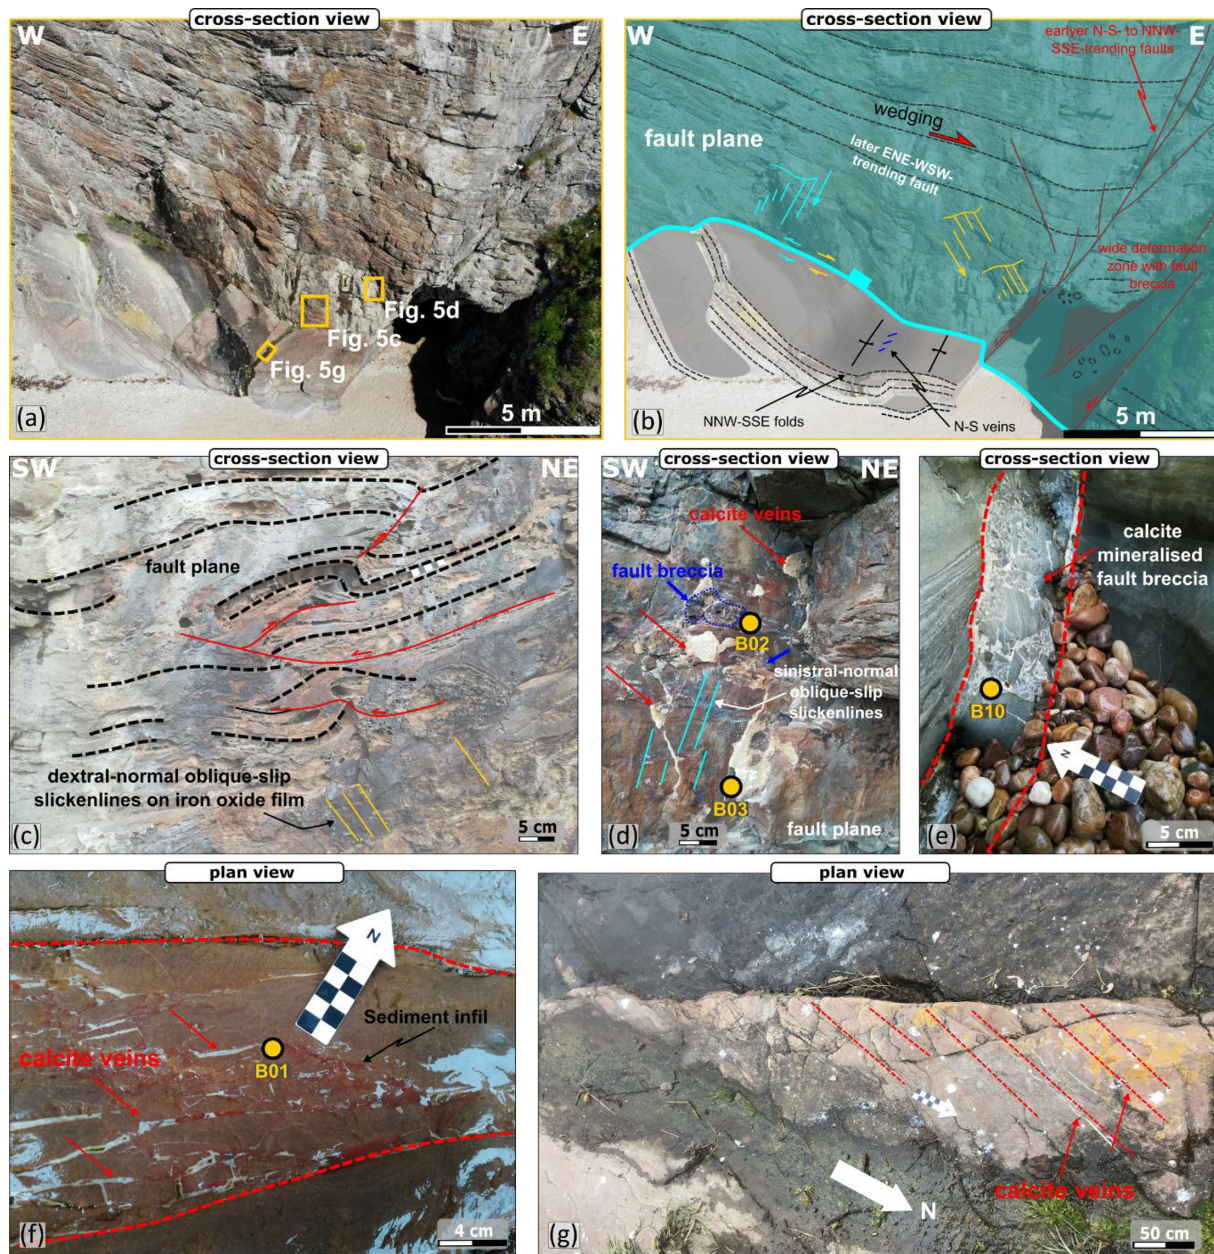 cross-section view
W
E
Fig. 5d
Fig. 5c
Fig. 5g
(a)
5 m
cross-section view
W
E
earlyer N-S- to NNW-
SSE-trending faults
wedging
fault plane
later ENE-WSW-
trending fault
wide deformation
zone with fault
breccia
NNW-SSE folds
N-S veins
(b)
5 m
cross-section view
SW
NE
fault plane
dextral-normal oblique-slip
slickenlines on iron oxide film
(c)
5 cm
cross-section view
SW
NE
calcite veins
fault breccia
B02
sinistral-normal
oblique-slip
slickenlines
B03
(d)
5 cm
fault plane
cross-section view
calcite
mineralised
fault breccia
B10
N
(e)
5 cm
plan view
N
Sediment infil
calcite veins
B01
(f)
4 cm
plan view
calcite veins
N
(g)
50 cm